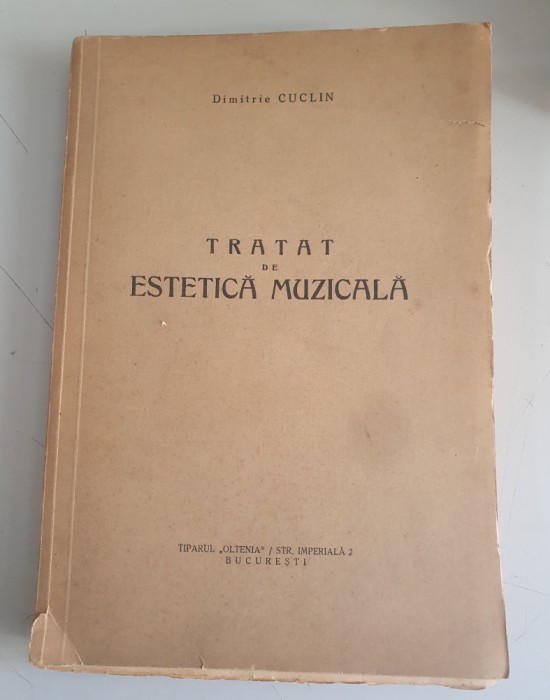 Dimitrie CUCLIN
TRATAT
DE
ESTETICĂ MUZICALĂ
TIPARUL „OLTENIA" / STR. IMPERIALĂ 2
BUCUREȘTI